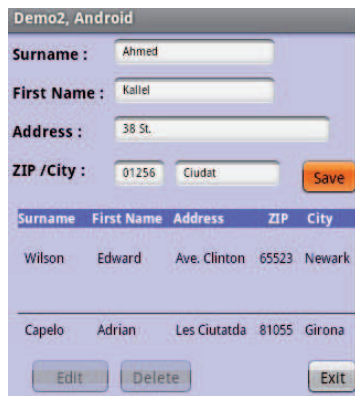 Demo2, Android
Surname : Ahmed
First Name : Kallel
Address : 38 St.
ZIP /City : 01256 Ciudat
Save
Surname First Name Address ZIP City
Wilson Edward Ave. Clinton 65523 Newark
Capelo Adrian Les Ciutatda 81055 Girona
Edit Delete Exit